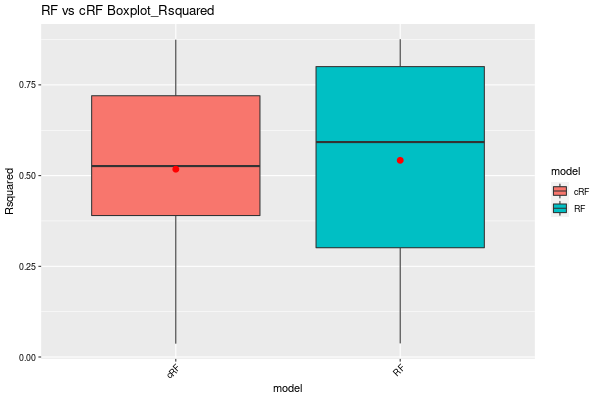 RF vs cRF Boxplot_Rsquared
Rsquared
0.75
0.50
0.25
0.00
cRF
RF
model
model
cRF
RF